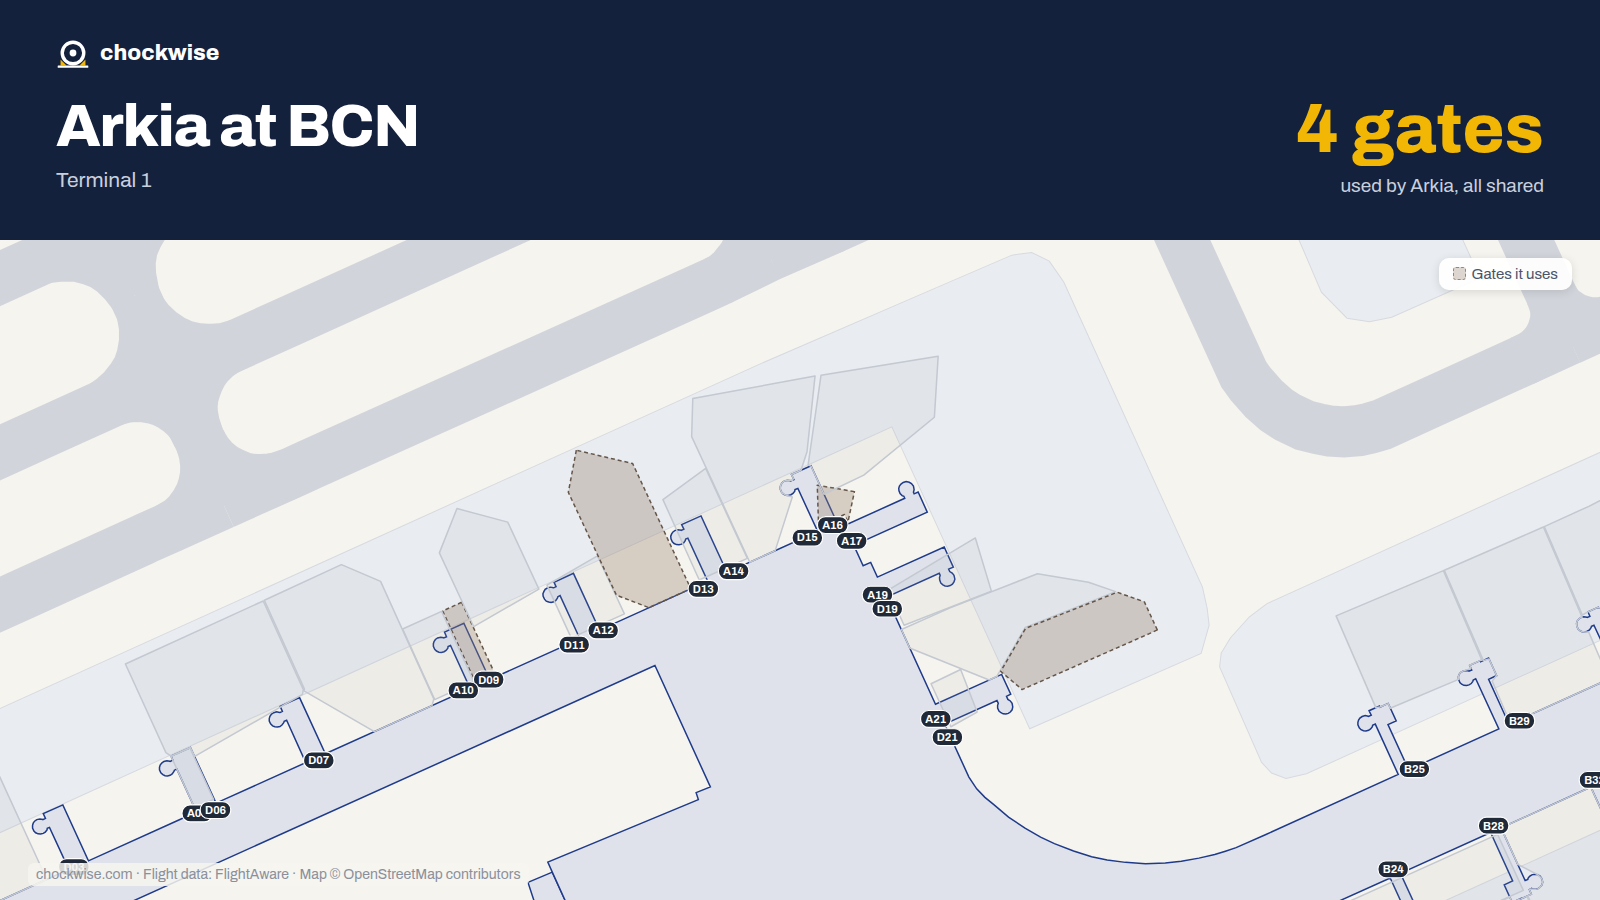 chockwise
Arkia at BCN
Terminal 1
4 gates
used by Arkia, all shared
Gates it uses
A16
D15
A17
A14
D13
A19
D19
A12
D11
D09
A10
A21
D21
D07
D06
B29
B25
B28
B24
chockwise.com · Flight data: FlightAware · Map © OpenStreetMap contributors